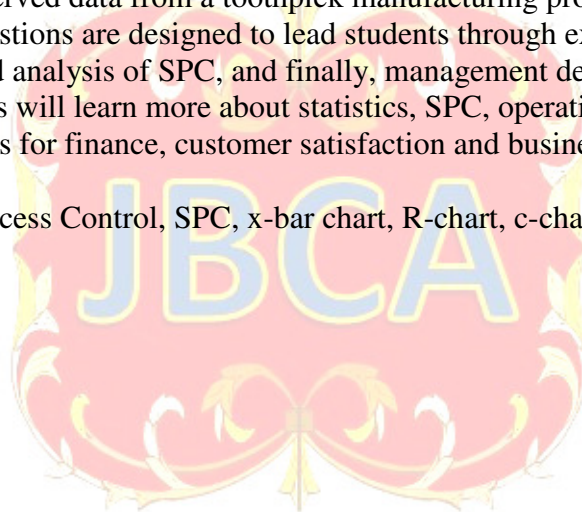 erved data from a toothpick manufacturing pro
estions are designed to lead students through ex
d analysis of SPC, and finally, management de
s will learn more about statistics, SPC, operati
s for finance, customer satisfaction and busine
cess Control, SPC, x-bar chart, R-chart, c-cha
JBCA